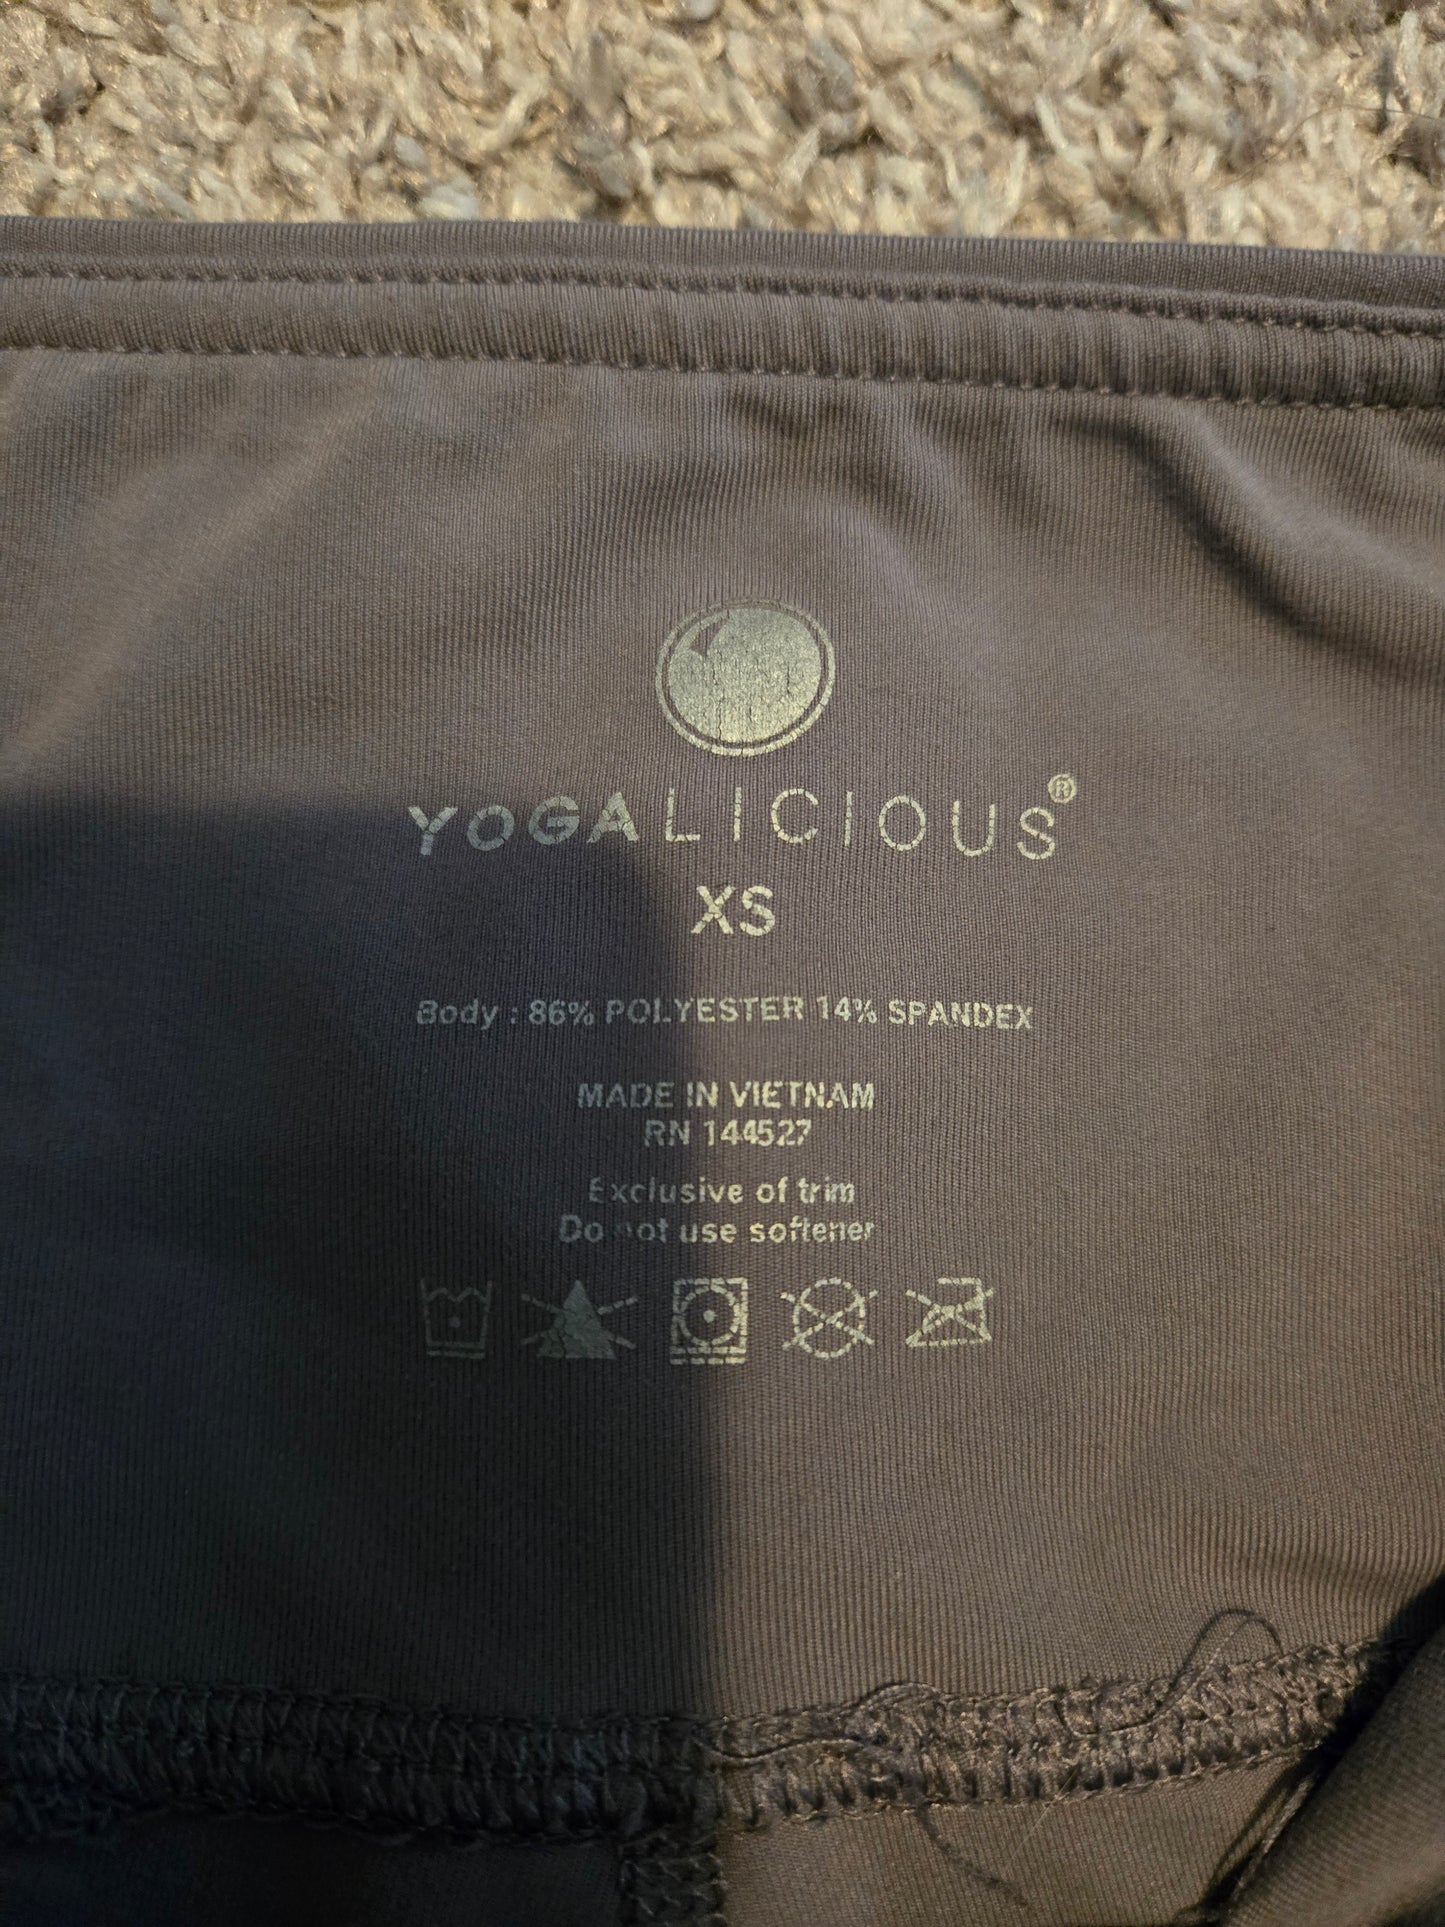 YOGALICIOUS®
XS
Body : 86% POLYESTER 14% SPANDEX
MADE IN VIETNAM
RN 144527
Exclusive of trim
Do not use softener